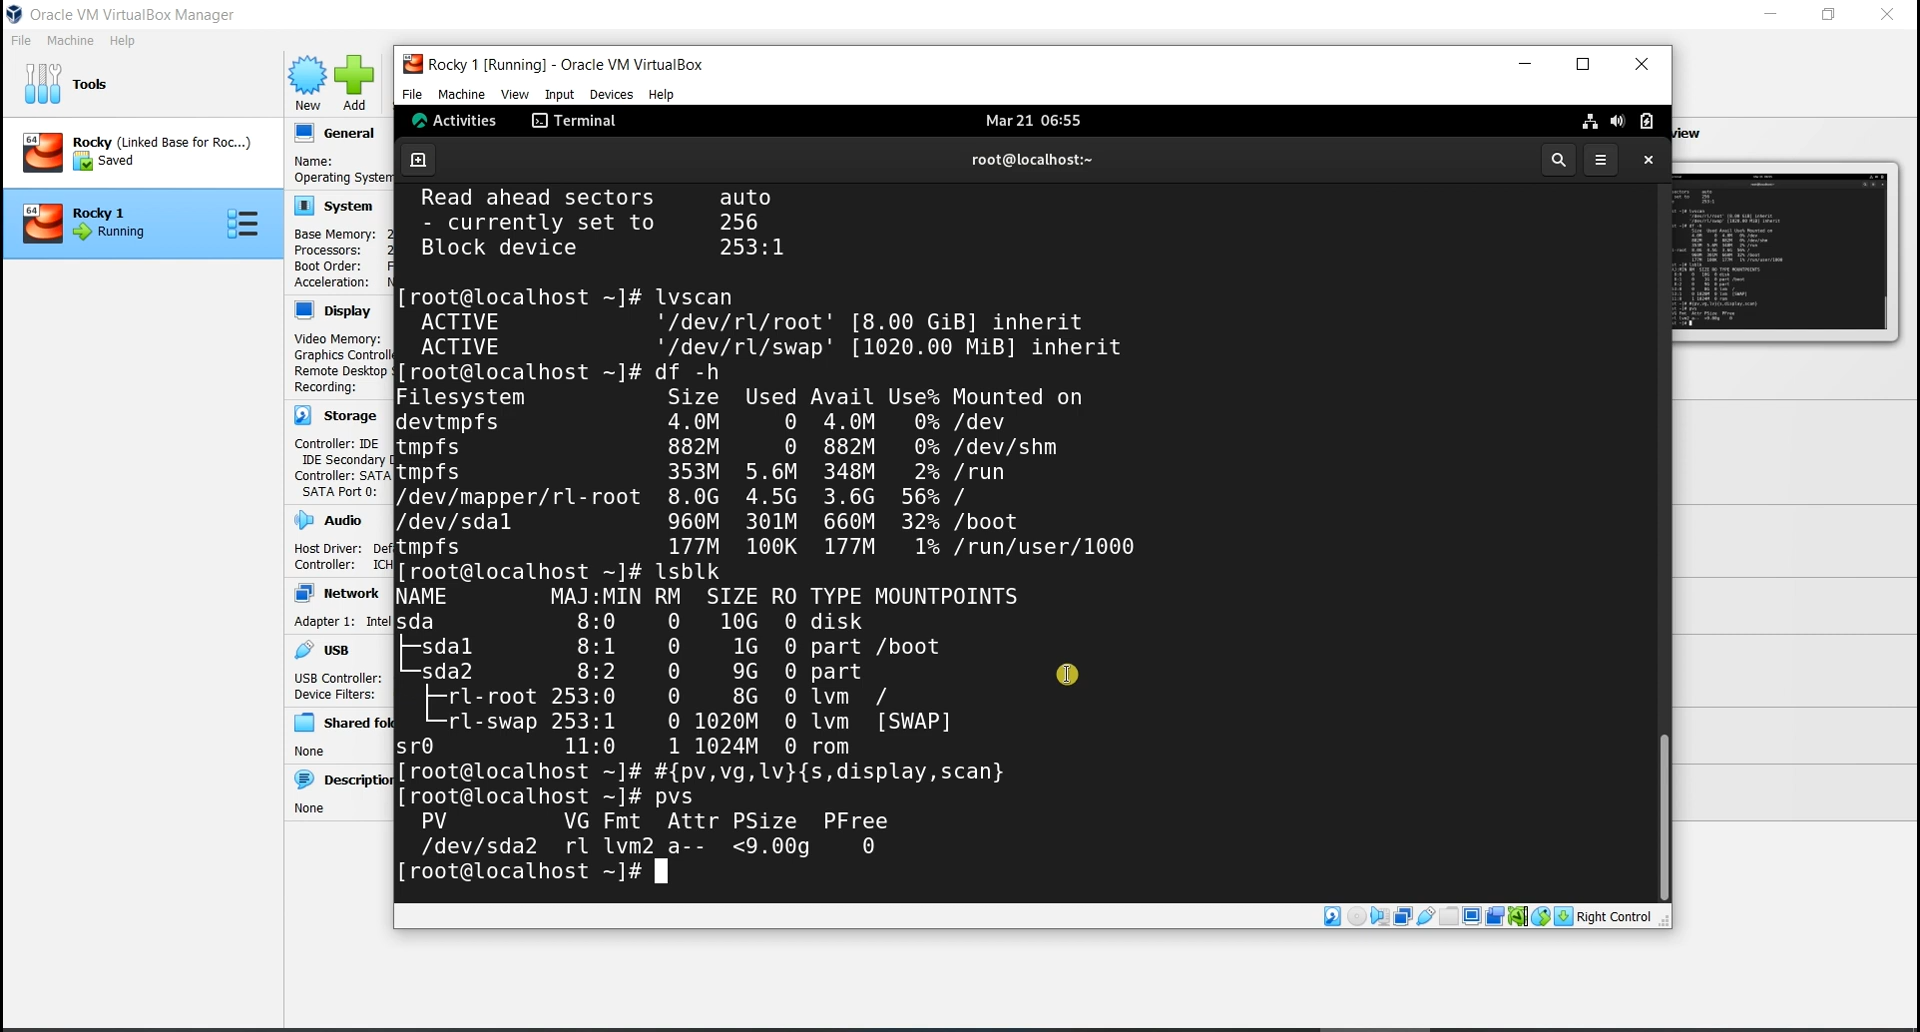 Oracle VM VirtualBox Manager
File Machine Help
Tools
New
Add
64
Rocky (Linked Base for Roc...)
Saved
64
Rocky 1
Running
General
Name:
Operating System
System
Base Memory: 2
Processors: 2
Boot Order: F
Acceleration: N
Display
Video Memory:
Graphics Controlle
Remote Desktop S
Recording:
Storage
Controller: IDE
IDE Secondary D
Controller: SATA
SATA Port 0:
Audio
Host Driver: Def
Controller: ICH
Network
Adapter 1: Intel
USB
USB Controller:
Device Filters:
Shared fol
None
Description
None
view
Rocky 1 [Running] - Oracle VM VirtualBox
File Machine View Input Devices Help
Activities Terminal Mar 21 06:55
root@localhost:~
Read ahead sectors auto
- currently set to 256
Block device 253:1
[root@localhost ~]# lvscan
ACTIVE '/dev/rl/root' [8.00 GiB] inherit
ACTIVE '/dev/rl/swap' [1020.00 MiB] inherit
[root@localhost ~]# df -h
Filesystem Size Used Avail Use% Mounted on
devtmpfs 4.0M 0 4.0M 0% /dev
tmpfs 882M 0 882M 0% /dev/shm
tmpfs 353M 5.6M 348M 2% /run
/dev/mapper/rl-root 8.0G 4.5G 3.6G 56% /
/dev/sda1 960M 301M 660M 32% /boot
tmpfs 177M 100K 177M 1% /run/user/1000
[root@localhost ~]# lsblk
NAME MAJ:MIN RM SIZE RO TYPE MOUNTPOINTS
sda 8:0 0 10G 0 disk
├─sda1 8:1 0 1G 0 part /boot
└─sda2 8:2 0 9G 0 part
├─rl-root 253:0 0 8G 0 lvm /
└─rl-swap 253:1 0 1020M 0 lvm [SWAP]
sr0 11:0 1 1024M 0 rom
[root@localhost ~]# #{pv,vg,lv}{s,display,scan}
[root@localhost ~]# pvs
PV VG Fmt Attr PSize PFree
/dev/sda2 rl lvm2 a-- <9.00g 0
[root@localhost ~]#
Right Control